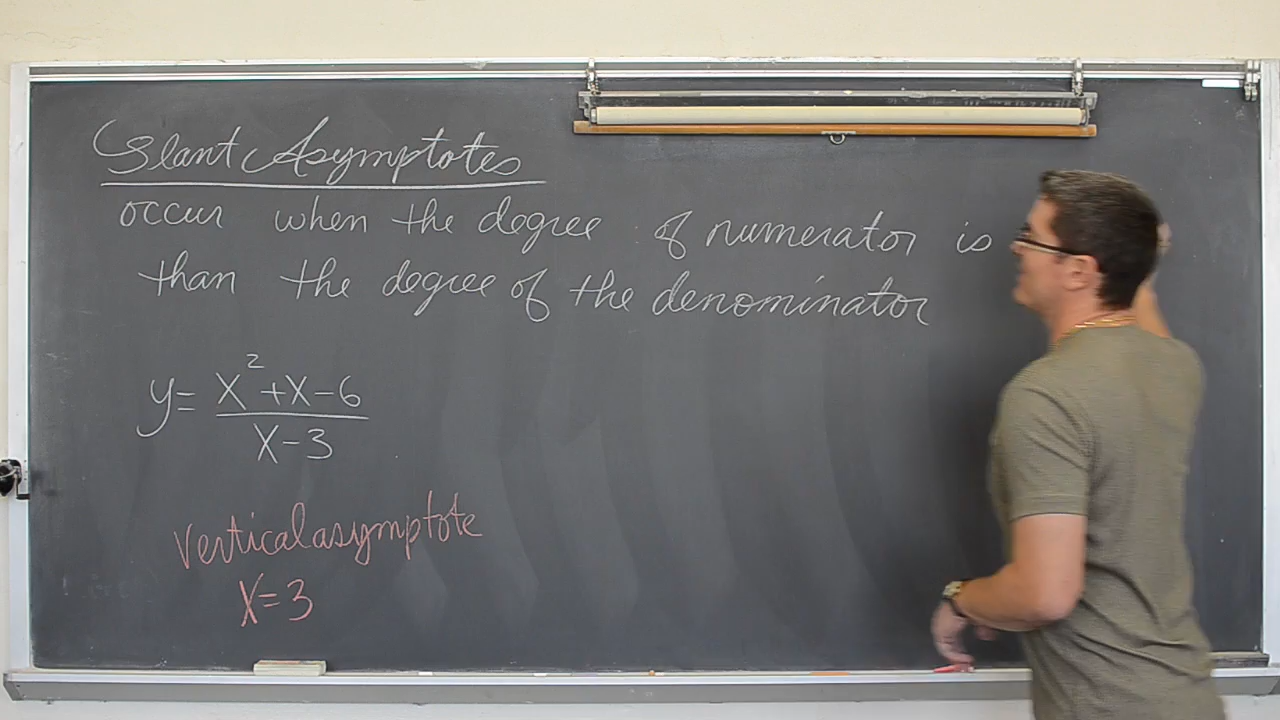 Slant Asymptotes
occur when the degree of numerator is
than the degree of the denominator
y = x² + x - 6
x - 3
Vertical asymptote
x = 3